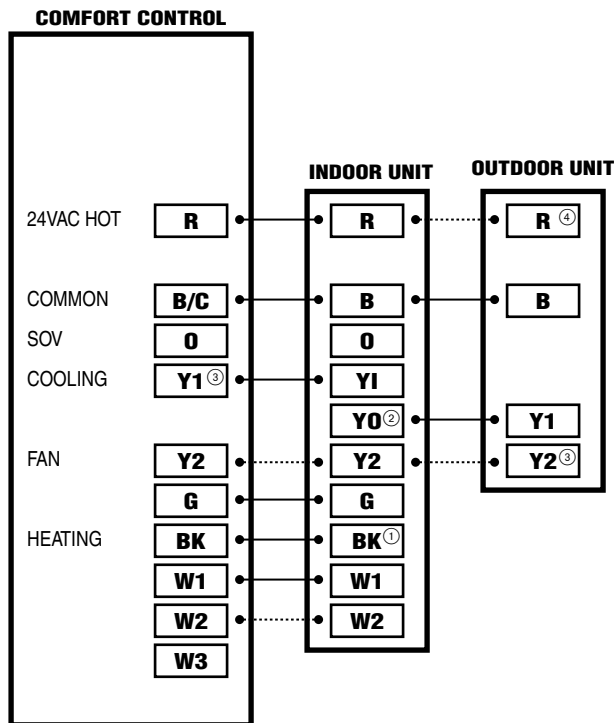 COMFORT CONTROL
INDOOR UNIT
OUTDOOR UNIT
24VAC HOT R R R ④
COMMON B/C B B
SOV O O
COOLING Y1 ③ YI
YO ② Y1
FAN Y2 Y2 Y2 ③
G G
HEATING BK BK ①
W1 W1
W2 W2
W3